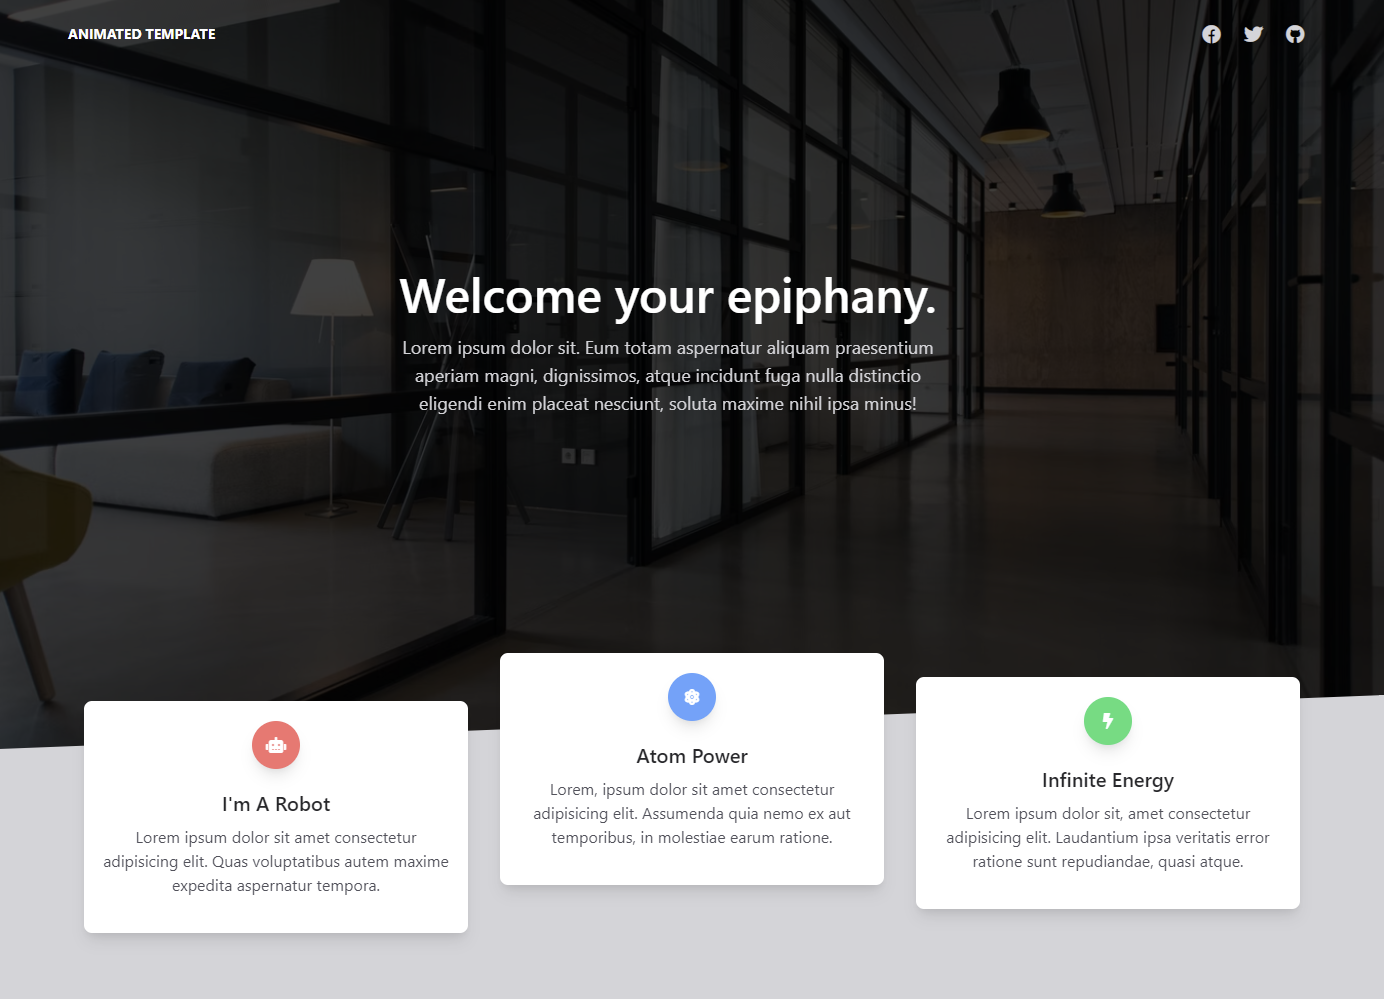 ANIMATED TEMPLATE
Welcome your epiphany.
Lorem ipsum dolor sit. Eum totam aspernatur aliquam praesentium
aperiam magni, dignissimos, atque incidunt fuga nulla distinctio
eligendi enim placeat nesciunt, soluta maxime nihil ipsa minus!
I'm A Robot
Lorem ipsum dolor sit amet consectetur
adipisicing elit. Quas voluptatibus autem maxime
expedita aspernatur tempora.
Atom Power
Lorem, ipsum dolor sit amet consectetur
adipisicing elit. Assumenda quia nemo ex aut
temporibus, in molestiae earum ratione.
Infinite Energy
Lorem ipsum dolor sit, amet consectetur
adipisicing elit. Laudantium ipsa veritatis error
ratione sunt repudiandae, quasi atque.